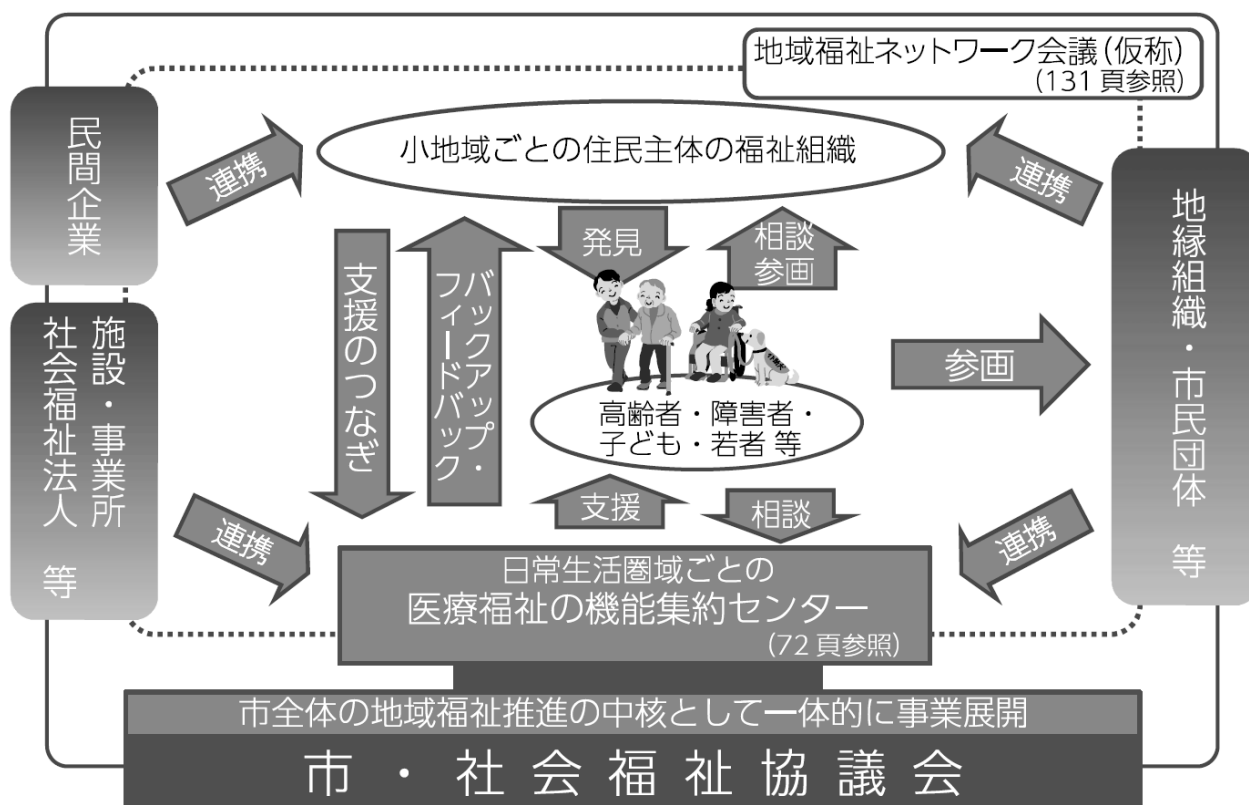 地域福祉ネットワーク会議(仮称)
(131頁参照)
民間企業
連携
小地域ごとの住民主体の福祉組織
連携
地縁組織・市民団体 等
施設・事業所
社会福祉法人 等
支援のつなぎ
バックアップ・
フィードバック
発見
相談
参画
参画
高齢者・障害者・
子ども・若者 等
支援
相談
連携
連携
日常生活圏域ごとの
医療福祉の機能集約センター
(72頁参照)
市全体の地域福祉推進の中核として一体的に事業展開
市・社会福祉協議会